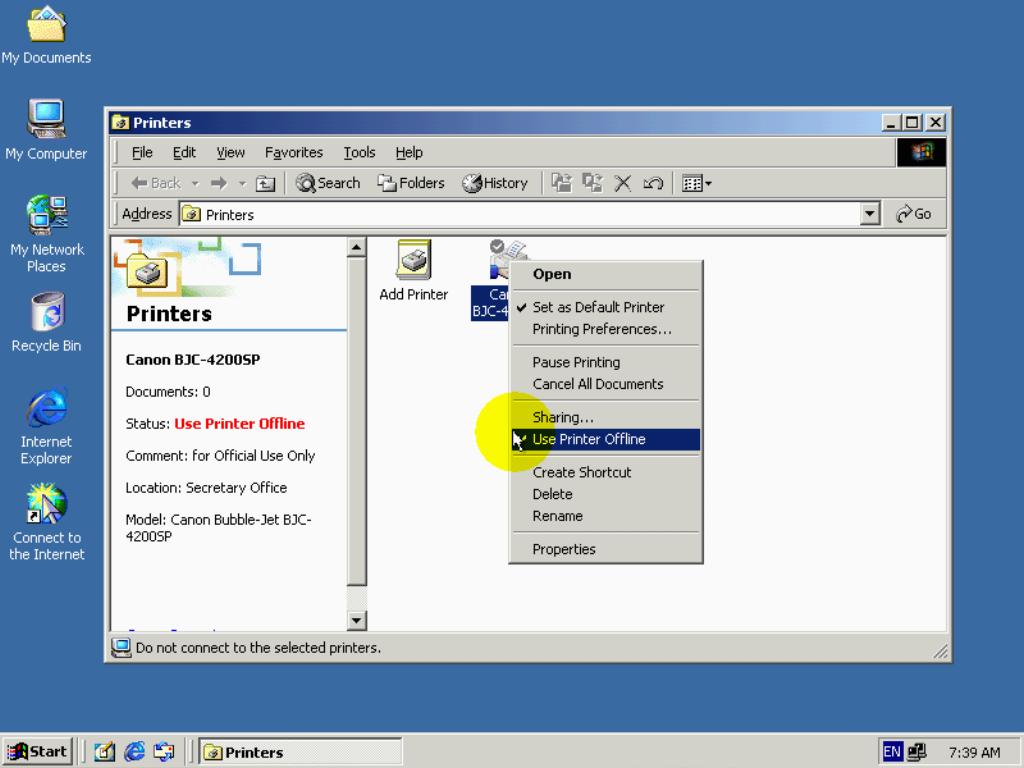 My Documents
My Computer
My Network
Places
Recycle Bin
Internet
Explorer
Connect to
the Internet
Printers
File Edit View Favorites Tools Help
Back Search Folders History
Address Printers Go
Printers
Canon BJC-4200SP
Documents: 0
Status: Use Printer Offline
Comment: for Official Use Only
Location: Secretary Office
Model: Canon Bubble-Jet BJC-
4200SP
Add Printer
Open
Set as Default Printer
Printing Preferences...
Pause Printing
Cancel All Documents
Sharing...
Use Printer Offline
Create Shortcut
Delete
Rename
Properties
Do not connect to the selected printers.
Start Printers EN 7:39 AM